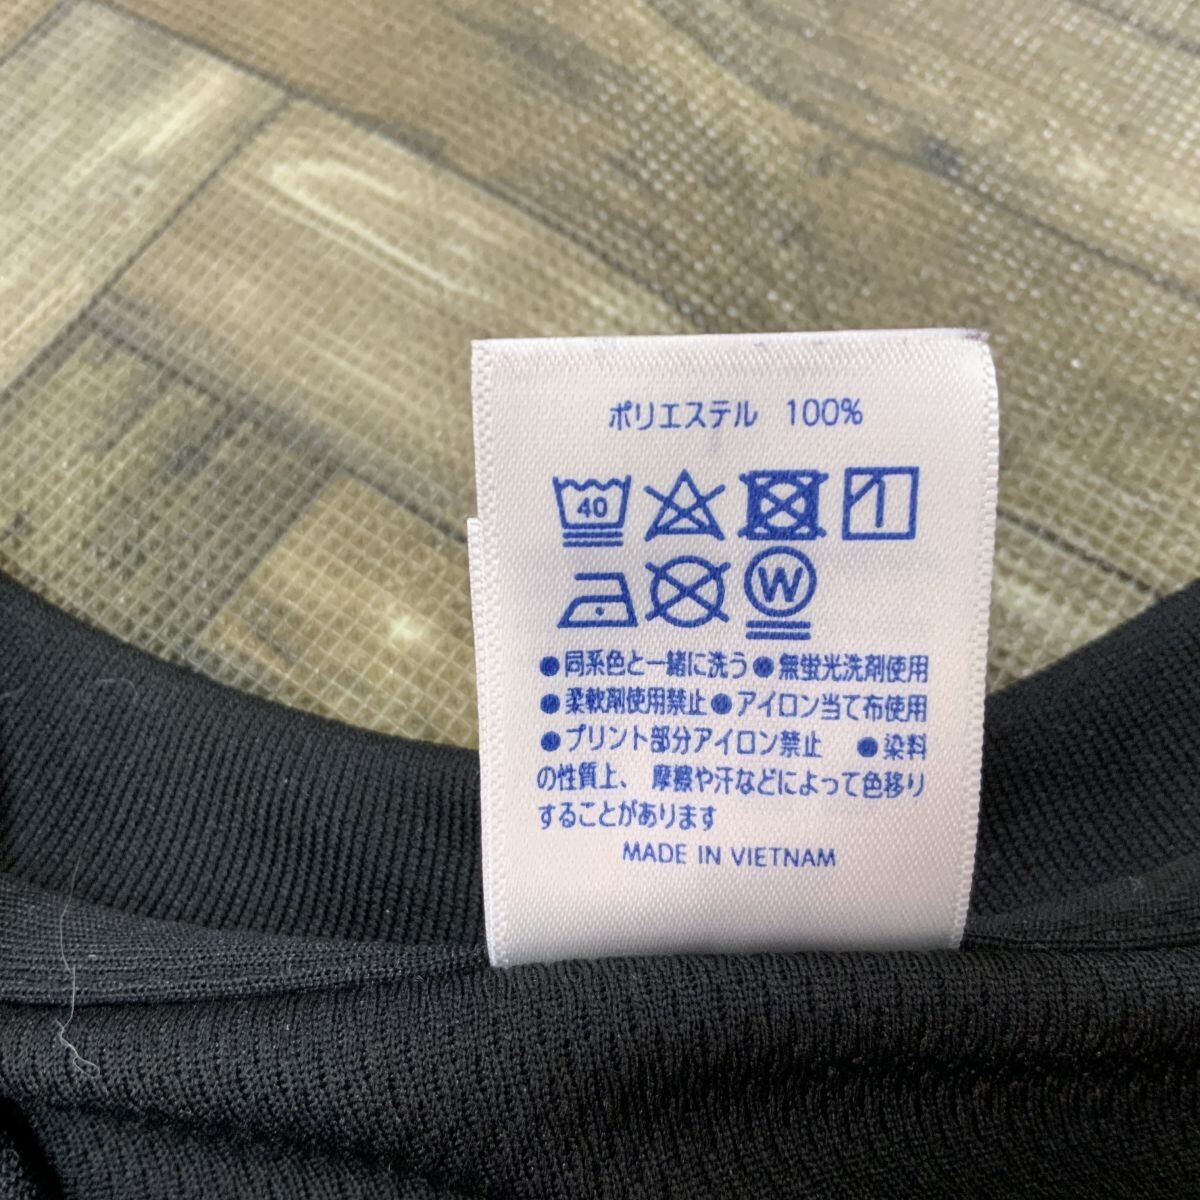 ポリエステル 100%
40
W
●同系色と一緒に洗う●無蛍光洗剤使用
●柔軟剤使用禁止●アイロン当て布使用
●プリント部分アイロン禁止 ●染料
の性質上、摩擦や汗などによって色移り
することがあります
MADE IN VIETNAM